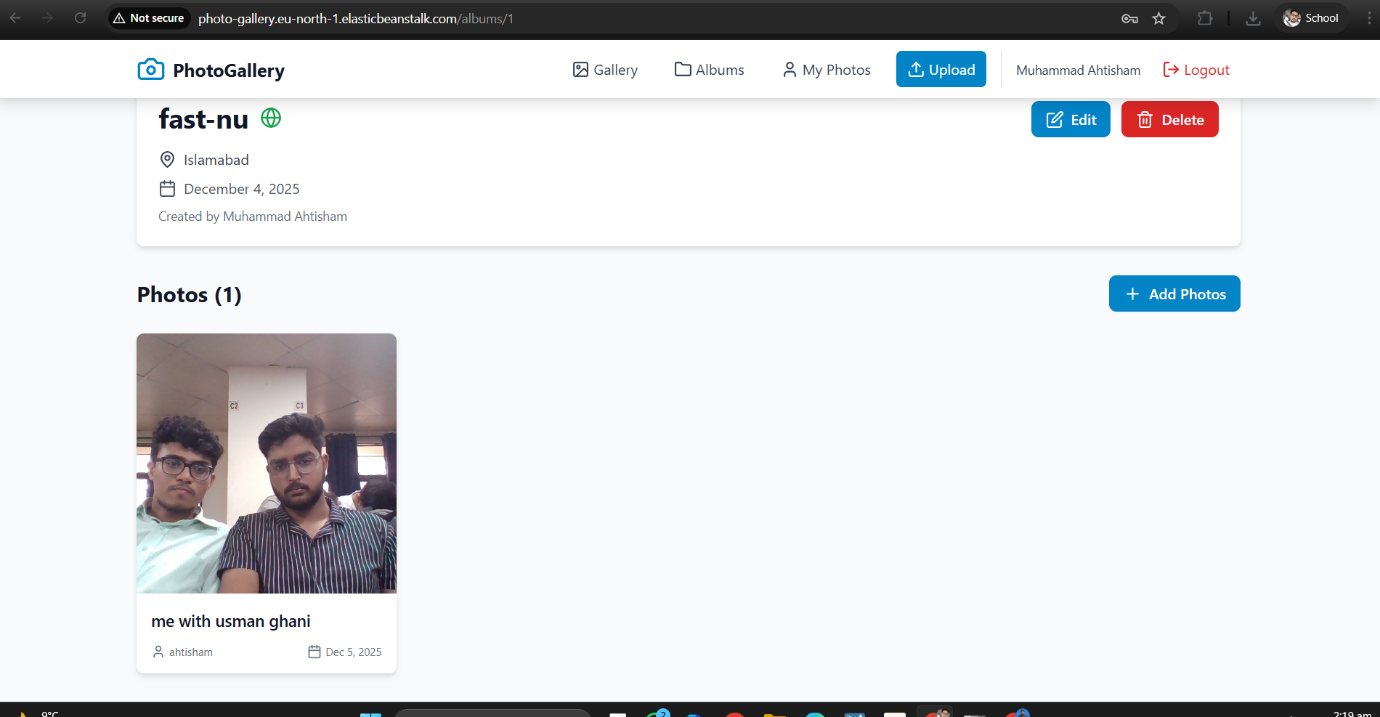 Not secure photo-gallery.eu-north-1.elasticbeanstalk.com/albums/1 School
PhotoGallery Gallery Albums My Photos Upload Muhammad Ahtisham Logout
fast-nu Edit Delete
Islamabad
December 4, 2025
Created by Muhammad Ahtisham
Photos (1) + Add Photos
C2 C3
me with usman ghani
ahtisham Dec 5, 2025
9°C 2:19 am